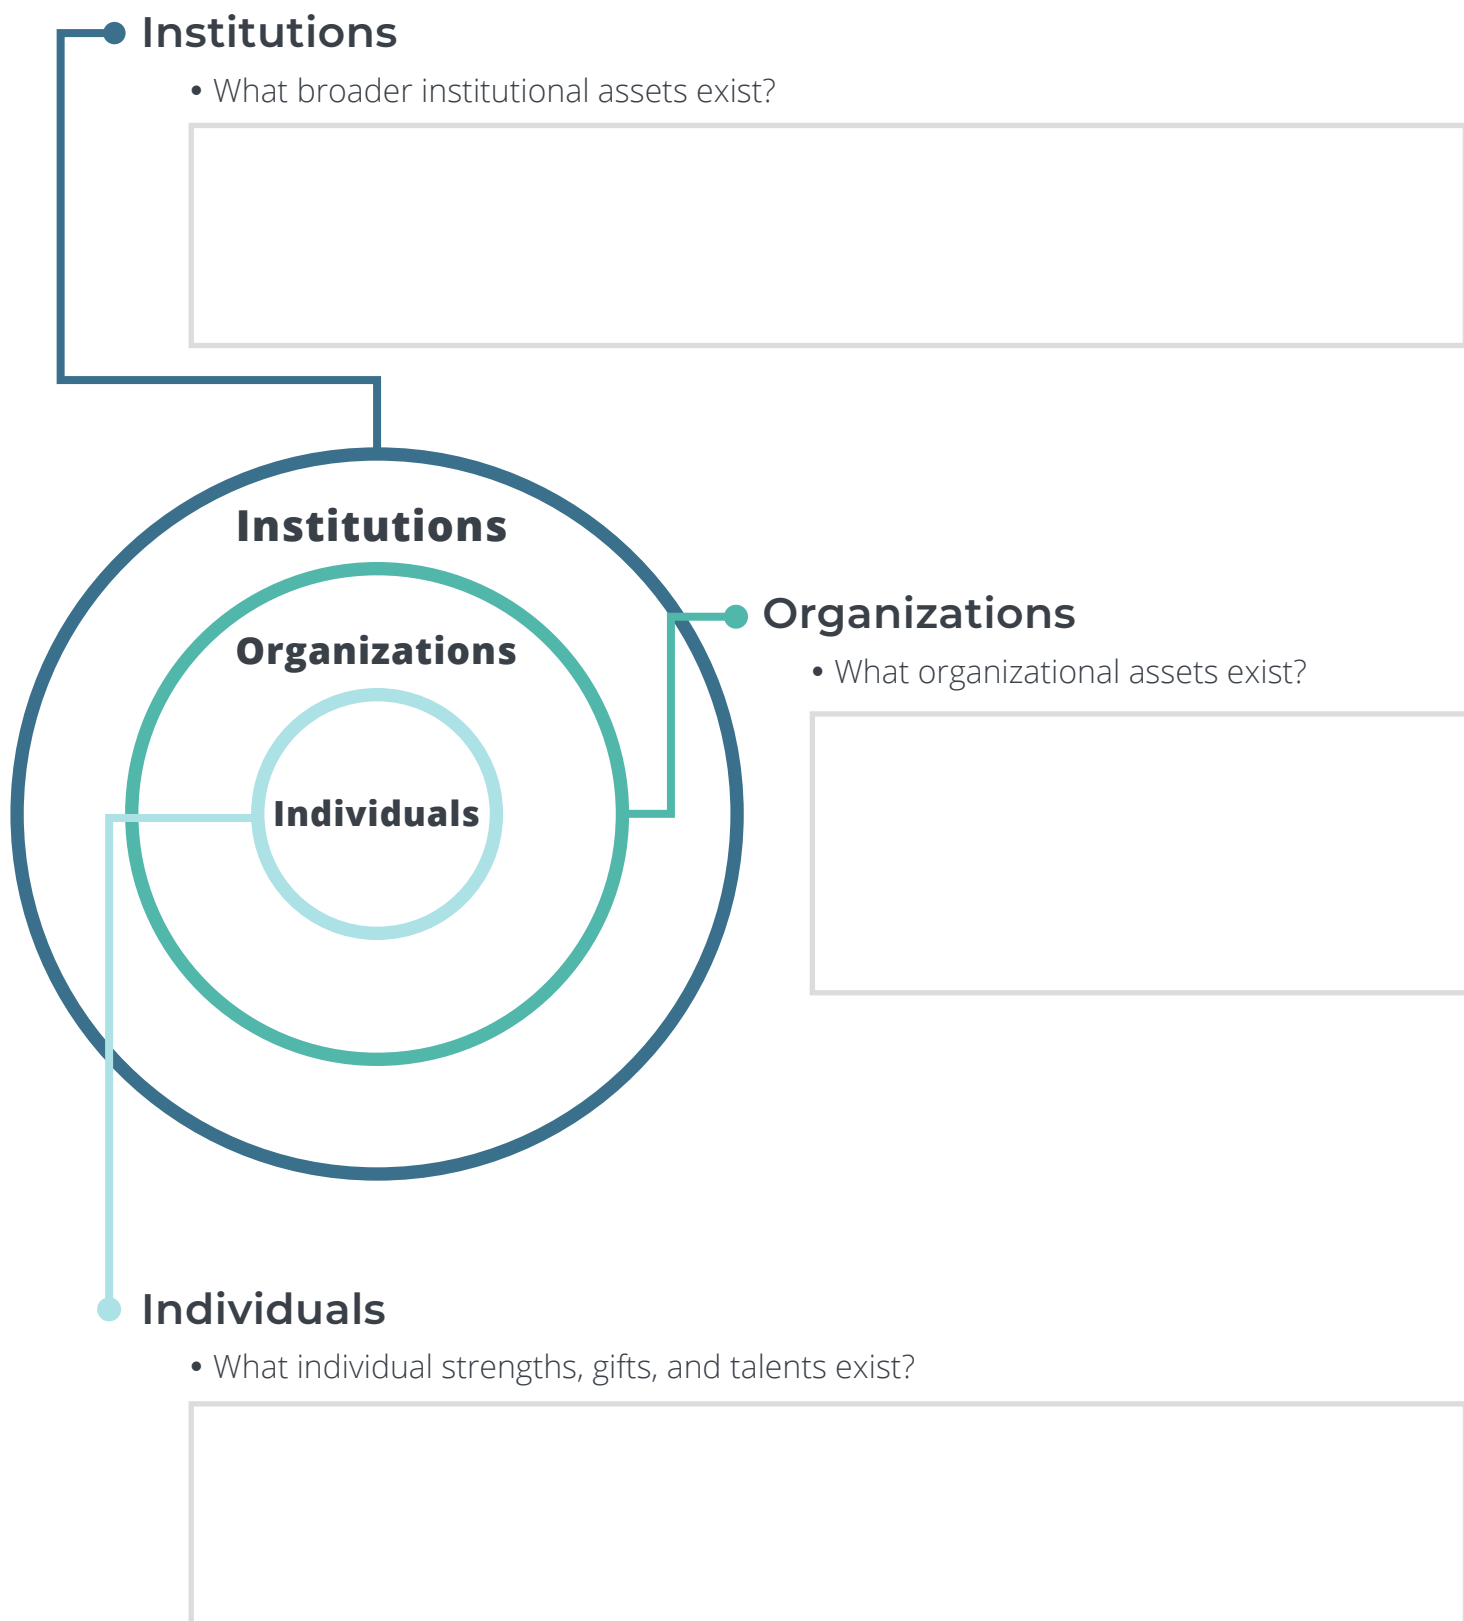 Institutions
• What broader institutional assets exist?
Institutions
Organizations
Organizations
• What organizational assets exist?
Individuals
Individuals
• What individual strengths, gifts, and talents exist?